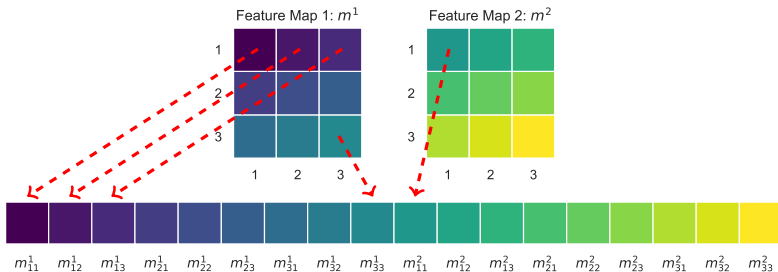 Feature Map 1: m¹ Feature Map 2: m²
1 1
2 2
3 3
1 2 3 1 2 3
m¹₁₁ m¹₁₂ m¹₁₃ m¹₂₁ m¹₂₂ m¹₂₃ m¹₃₁ m¹₃₂ m¹₃₃ m²₁₁ m²₁₂ m²₁₃ m²₂₁ m²₂₂ m²₂₃ m²₃₁ m²₃₂ m²₃₃